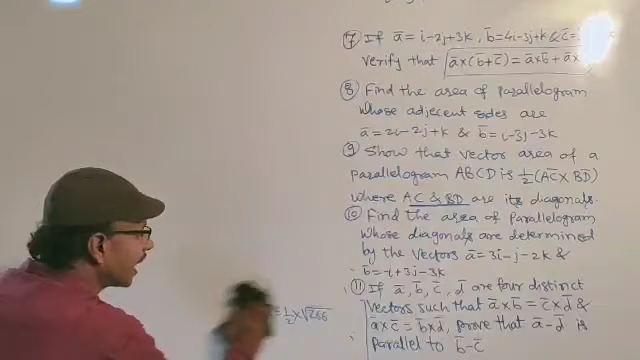 ⑦ If a̅ = i-2j+3k, b̅=4i-3j+k & c̅=
Verify that a̅×(b̅+c̅) = a̅×b̅ + a̅×
⑧ Find the area of parallelogram
whose adjecent sides are
a̅=2i-2j+k & b̅=i-3j-3k
⑨ Show that vector area of a
parallelogram ABCD is ½(A̅C̅ × B̅D̅)
where AC & BD are its diagonals.
⑩ Find the area of parallelogram
whose diagonals are determined
by the vectors a̅=3i-j-2k &
b̅=-i+3j-3k
= ½×√266
⑪ If a̅, b̅, c̅, d̅ are four distinct
vectors such that a̅×b̅ = c̅×d̅ &
a̅×c̅ = b̅×d̅, prove that a̅-d̅ is
parallel to b̅-c̅